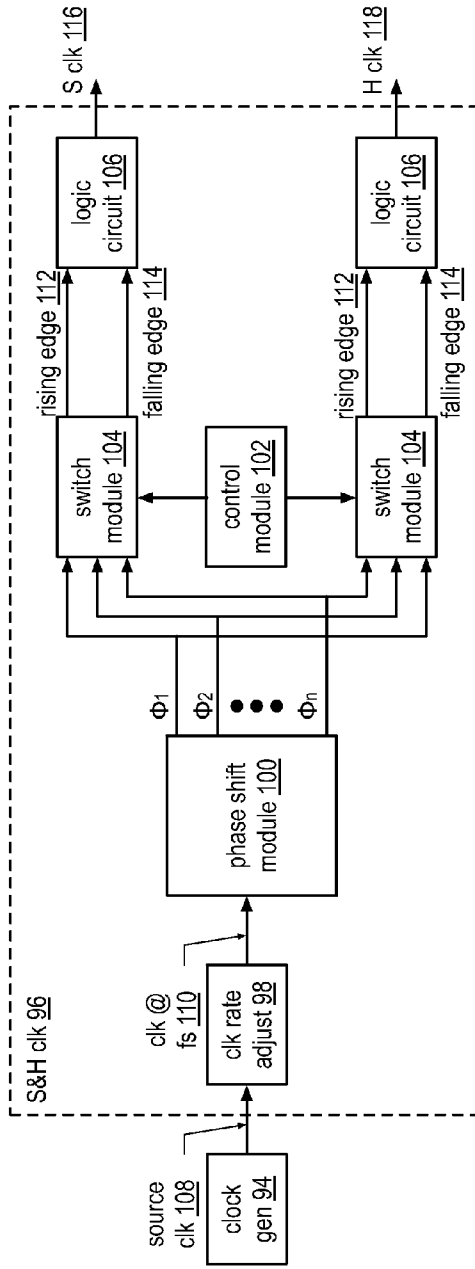 S&H clk 96
source
clk 108
clock
gen 94
clk @
fs 110
clk rate
adjust 98
phase shift
module 100
Φ1
Φ2
Φn
switch
module 104
control
module 102
switch
module 104
rising edge 112
falling edge 114
rising edge 112
falling edge 114
logic
circuit 106
logic
circuit 106
S clk 116
H clk 118